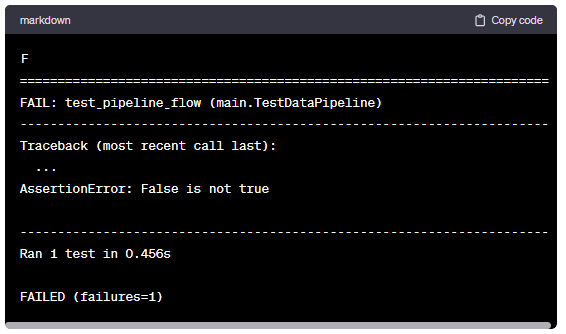 markdown
Copy code
F
======================================================================
FAIL: test_pipeline_flow (main.TestDataPipeline)
----------------------------------------------------------------------
Traceback (most recent call last):
  ...
AssertionError: False is not true
----------------------------------------------------------------------
Ran 1 test in 0.456s
FAILED (failures=1)